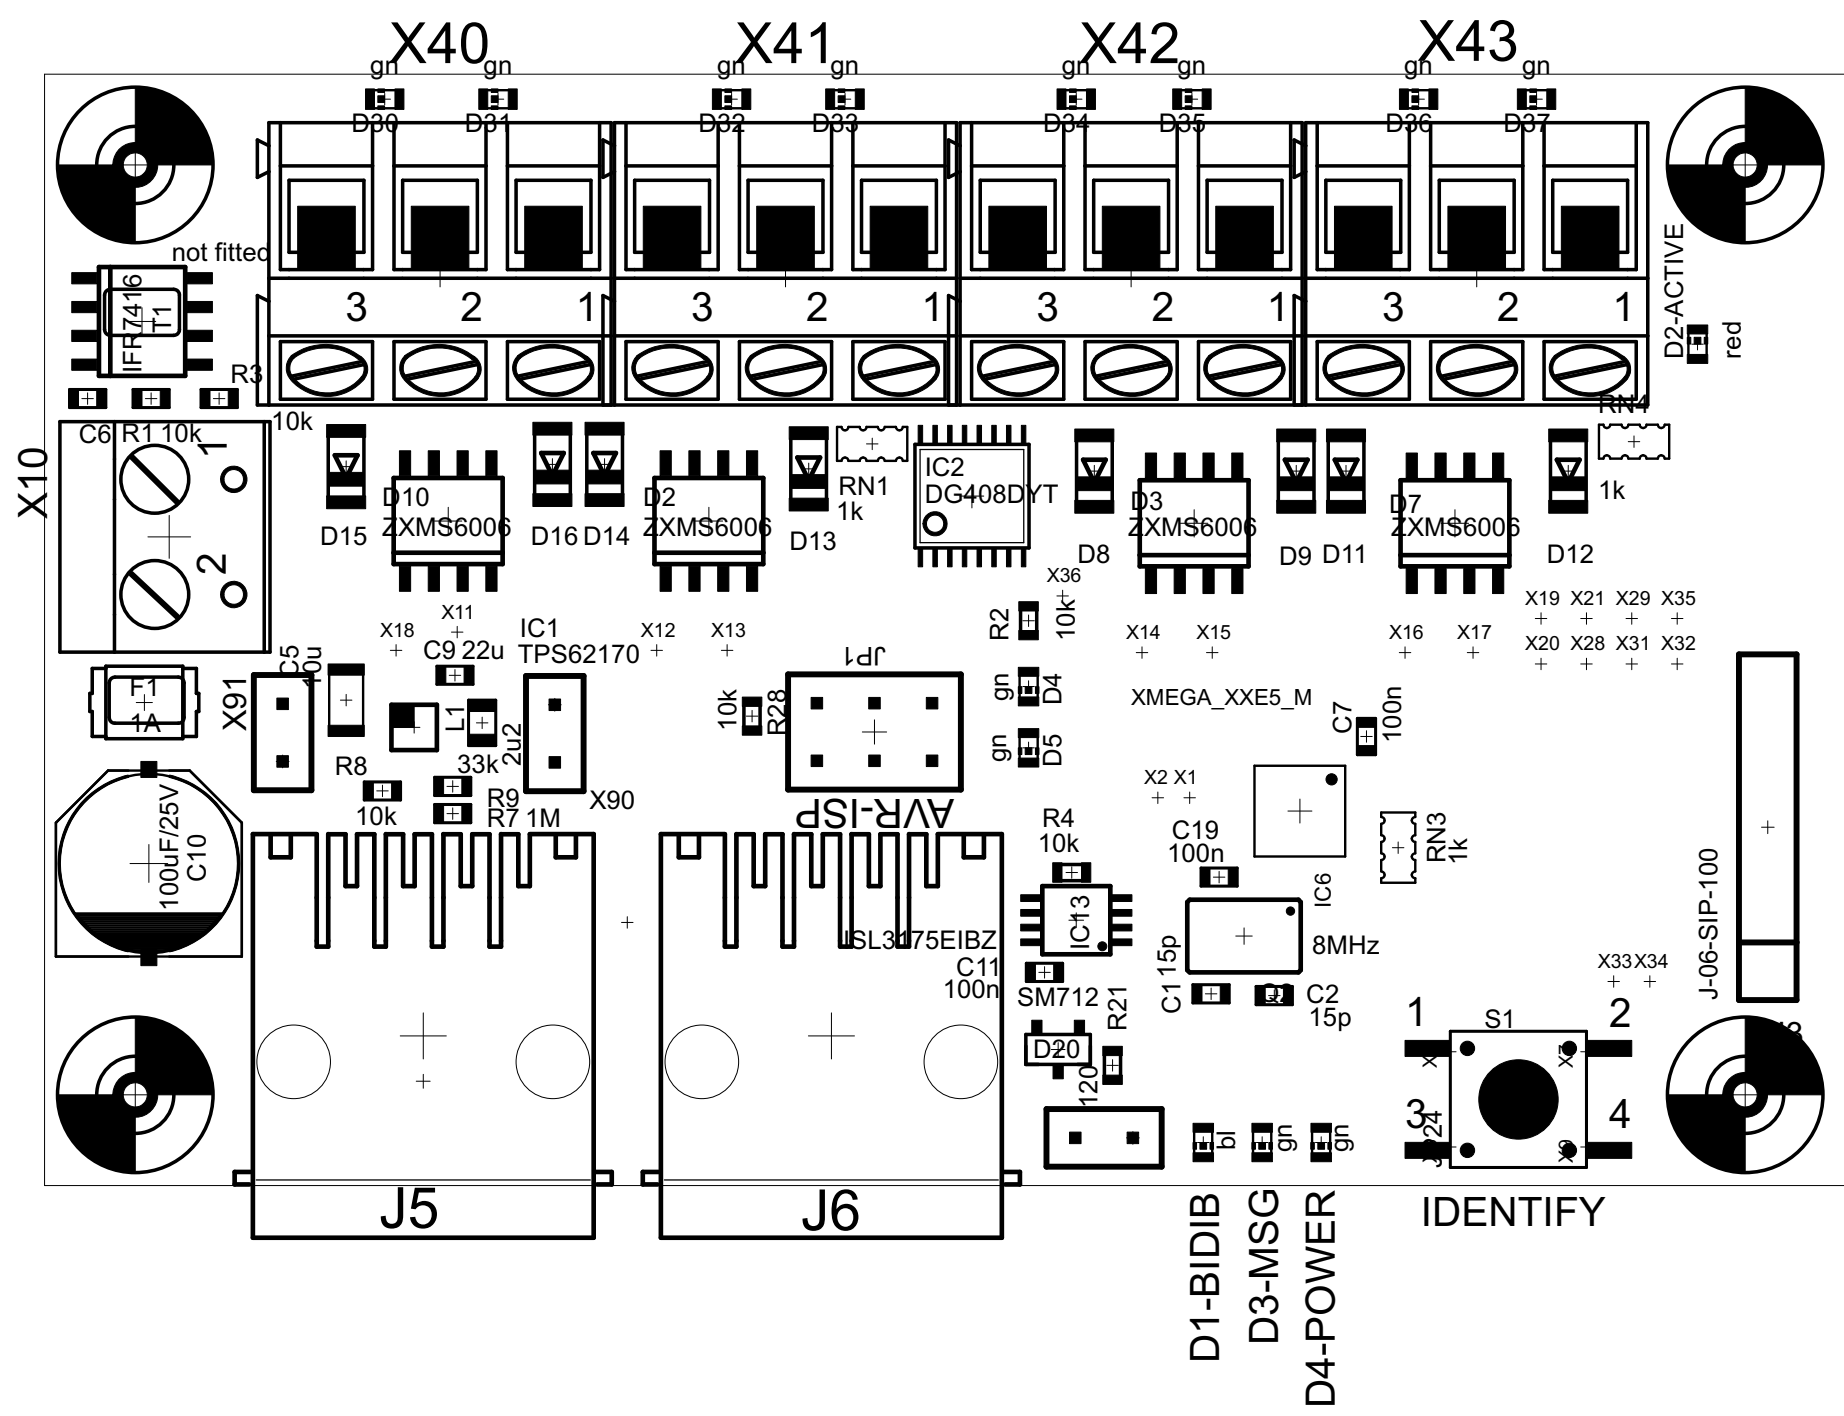 X40
X41
X42
X43
gn
gn
gn
gn
gn
gn
gn
gn
D30
D31
D32
D33
D34
D35
D36
D37
not fitted
IFR7416
T1
3
2
1
3
2
1
3
2
1
3
2
1
D2-ACTIVE
red
R3
10k
C6
R1 10k
X10
1
2
D15
D10
ZXMS6006
D16
D14
D2
ZXMS6006
D13
RN1
1k
IC2
DG408DYT
D8
D3
ZXMS6006
D9
D11
D7
ZXMS6006
D12
RN4
1k
X36
R2
10k
X11
X18
C9 22u
IC1
TPS62170
X12
X13
X14
X15
X16
X17
X19
X21
X29
X35
X20
X28
X31
X32
F1
1A
X91
C5
10u
L1
2u2
R8
10k
33k
R9
R7 1M
X90
JP1
10k
R28
AVR-ISP
gn
D4
gn
D5
XMEGA_XXE5_M
C7
100n
X2
X1
100uF/25V
C10
R4
10k
C19
100n
RN3
1k
IC6
IC13
ISL3175EIBZ
C11
100n
SM712
D20
R21
120
C1 15p
8MHz
Q2
C2
15p
J-06-SIP-100
X33
X34
1
2
S1
3
4
bl
gn
gn
J5
J6
D1-BIDIB
D3-MSG
D4-POWER
IDENTIFY